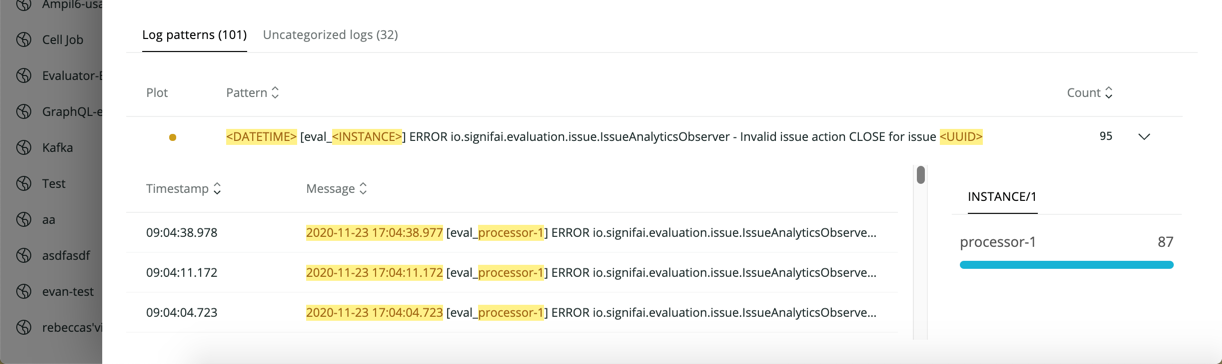 Ampil6-usa
Cell Job
Evaluator-E
GraphQL-e
Kafka
Test
aa
asdfasdf
evan-test
rebeccas'vi
Log patterns (101) Uncategorized logs (32)
Plot Pattern Count
<DATETIME> [eval_<INSTANCE>] ERROR io.signifai.evaluation.issue.IssueAnalyticsObserver - Invalid issue action CLOSE for issue <UUID> 95
Timestamp Message
09:04:38.978 2020-11-23 17:04:38.977 [eval_processor-1] ERROR io.signifai.evaluation.issue.IssueAnalyticsObserve...
09:04:11.172 2020-11-23 17:04:11.172 [eval_processor-1] ERROR io.signifai.evaluation.issue.IssueAnalyticsObserve...
09:04:04.723 2020-11-23 17:04:04.723 [eval_processor-1] ERROR io.signifai.evaluation.issue.IssueAnalyticsObserve...
INSTANCE/1
processor-1 87